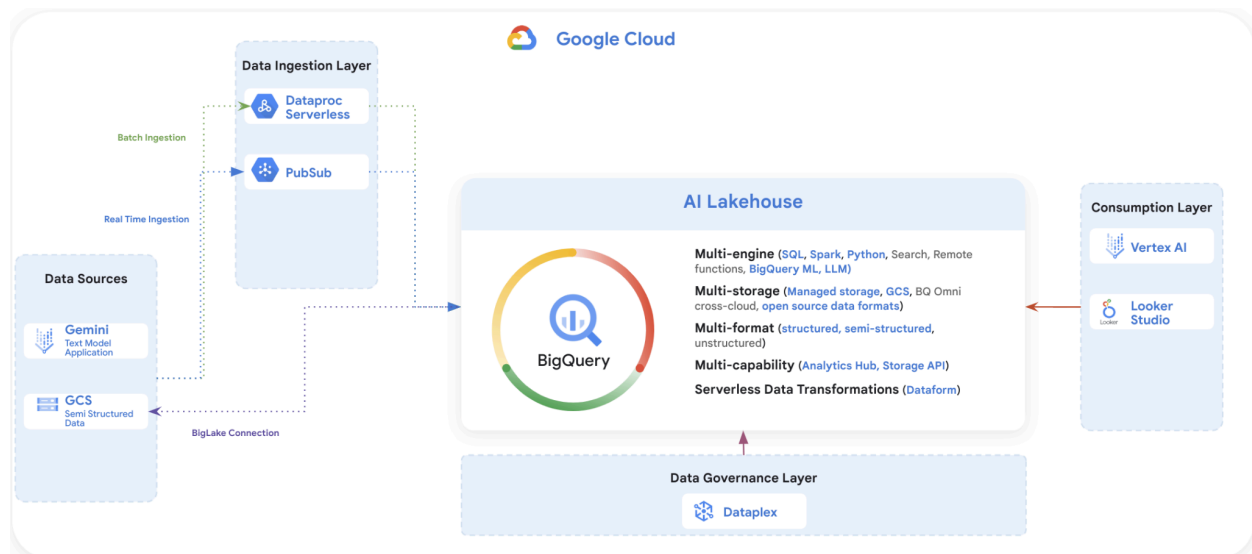 Google Cloud
Data Ingestion Layer
Dataproc
Serverless
Batch Ingestion
PubSub
Real Time Ingestion
Data Sources
Gemini
Text Model
Application
GCS
Semi Structured
Data
BigLake Connection
AI Lakehouse
BigQuery
Multi-engine (SQL, Spark, Python, Search, Remote
functions, BigQuery ML, LLM)
Multi-storage (Managed storage, GCS, BQ Omni
cross-cloud, open source data formats)
Multi-format (structured, semi-structured,
unstructured)
Multi-capability (Analytics Hub, Storage API)
Serverless Data Transformations (Dataform)
Consumption Layer
Vertex AI
Looker
Looker
Studio
Data Governance Layer
Dataplex